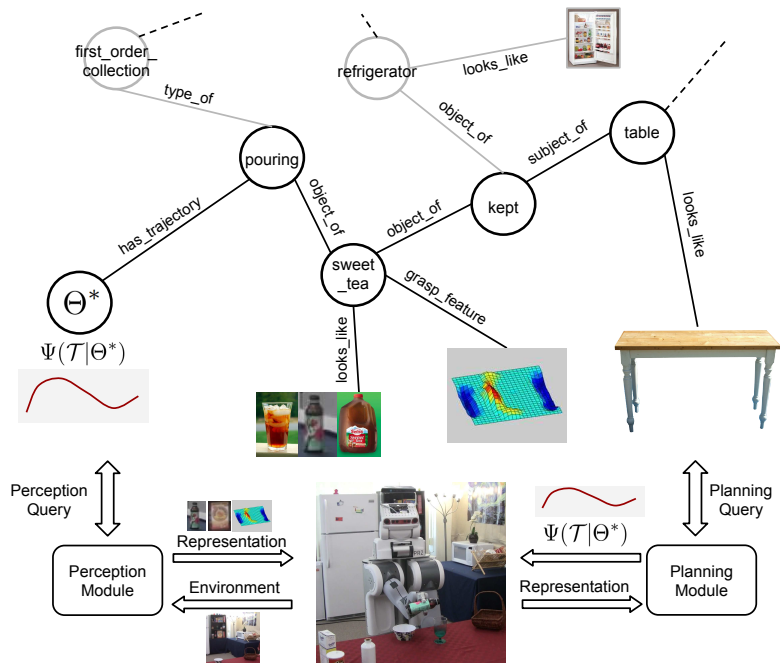 first_order_
collection
refrigerator
looks_like
type_of
object_of
table
subject_of
pouring
kept
object_of
object_of
looks_like
has_trajectory
sweet
_tea
grasp_feature
Θ*
looks_like
Ψ(𝒯|Θ*)
Perception
Query
Planning
Query
Representation
Ψ(𝒯|Θ*)
Perception
Module
Environment
Representation
Planning
Module